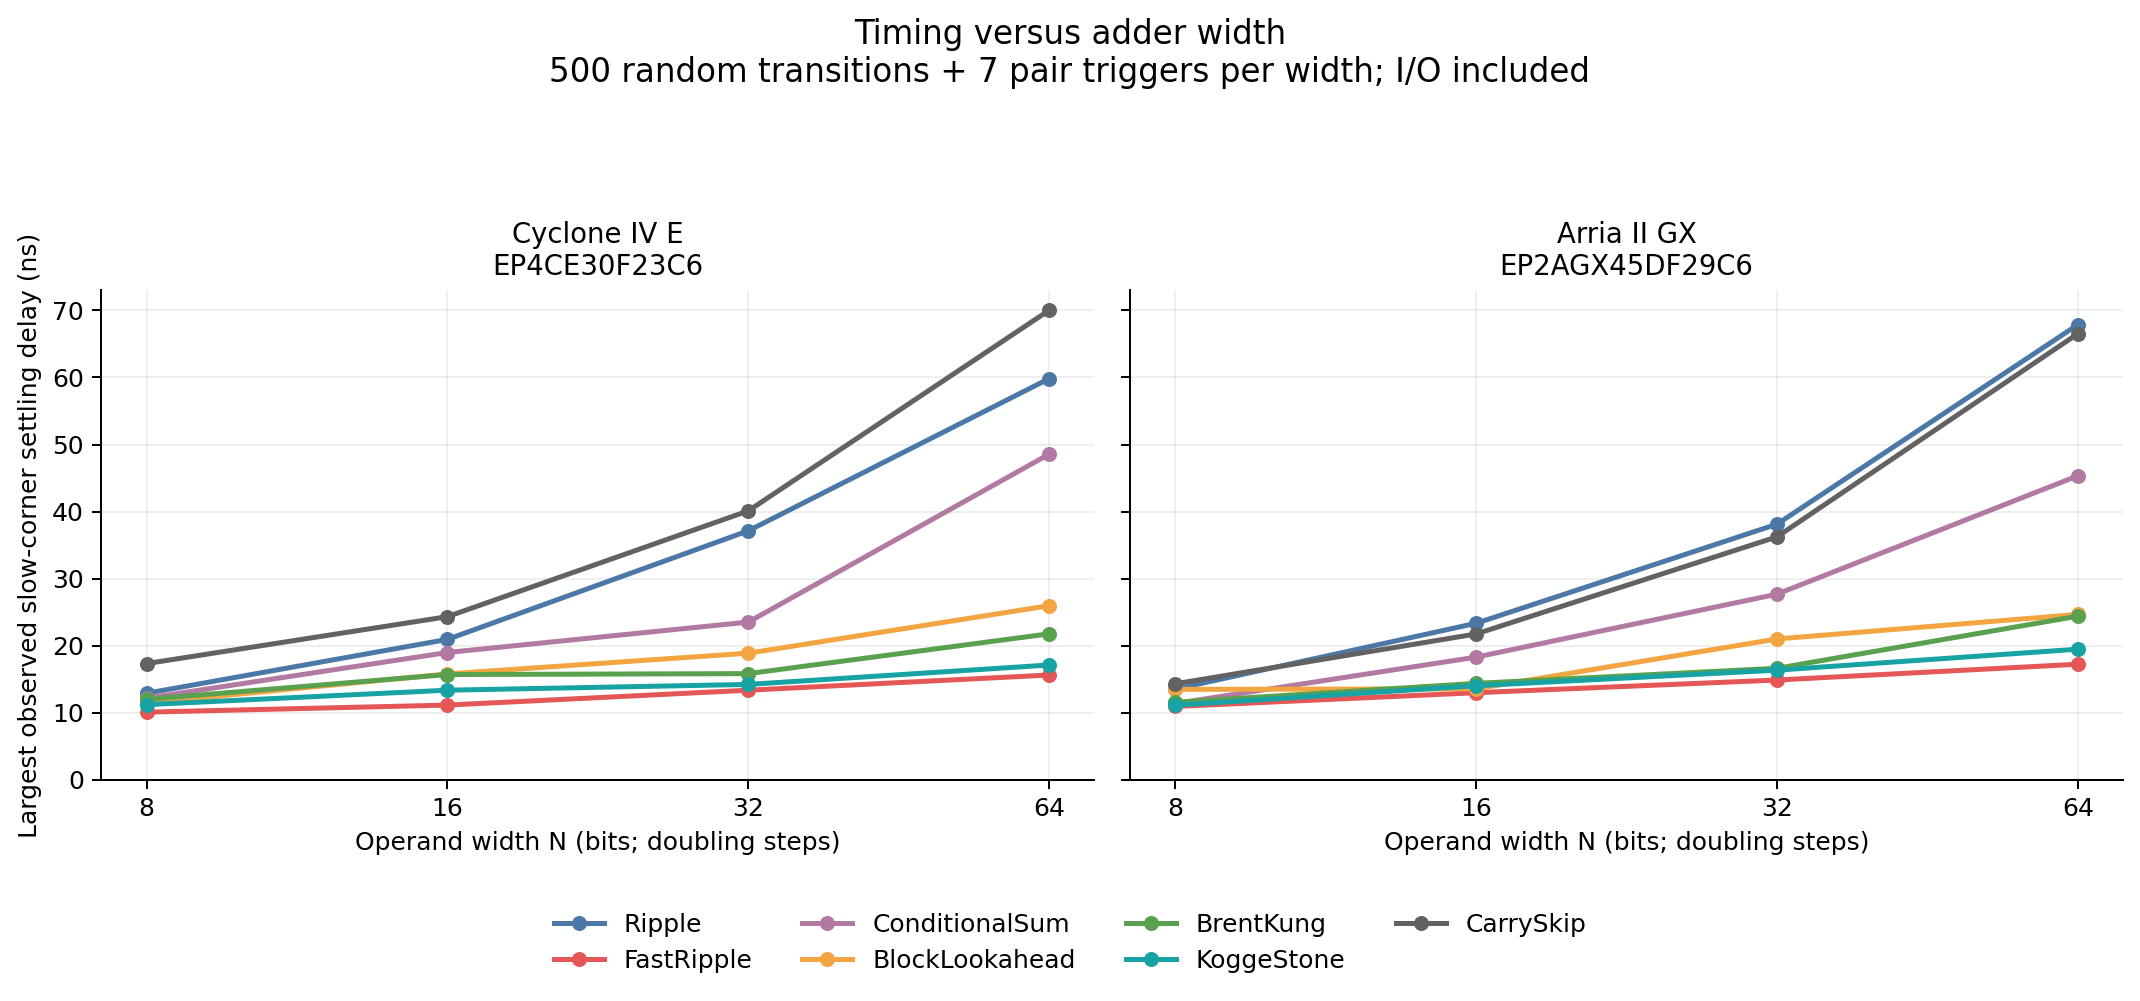 Timing versus adder width
500 random transitions + 7 pair triggers per width; I/O included
Cyclone IV E
EP4CE30F23C6
Arria II GX
EP2AGX45DF29C6
Largest observed slow-corner settling delay (ns)
70
60
50
40
30
20
10
0
8 16 32 64
8 16 32 64
Operand width N (bits; doubling steps)
Operand width N (bits; doubling steps)
Ripple ConditionalSum BrentKung CarrySkip
FastRipple BlockLookahead KoggeStone